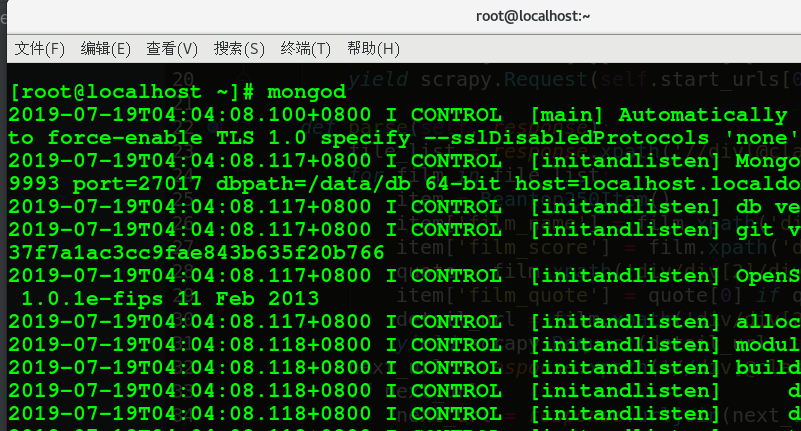 root@localhost:~
文件(F) 编辑(E) 查看(V) 搜索(S) 终端(T) 帮助(H)
[root@localhost ~]# mongod
2019-07-19T04:04:08.100+0800 I CONTROL [main] Automatically
to force-enable TLS 1.0 specify --sslDisabledProtocols 'none'
2019-07-19T04:04:08.117+0800 I CONTROL [initandlisten] Mongo
9993 port=27017 dbpath=/data/db 64-bit host=localhost.localdo
2019-07-19T04:04:08.117+0800 I CONTROL [initandlisten] db ve
2019-07-19T04:04:08.117+0800 I CONTROL [initandlisten] git v
37f7a1ac3cc9fae843b635f20b766
2019-07-19T04:04:08.117+0800 I CONTROL [initandlisten] OpenS
1.0.1e-fips 11 Feb 2013
2019-07-19T04:04:08.117+0800 I CONTROL [initandlisten] alloc
2019-07-19T04:04:08.118+0800 I CONTROL [initandlisten] modul
2019-07-19T04:04:08.118+0800 I CONTROL [initandlisten] build
2019-07-19T04:04:08.118+0800 I CONTROL [initandlisten] d
2019-07-19T04:04:08.118+0800 I CONTROL [initandlisten] d